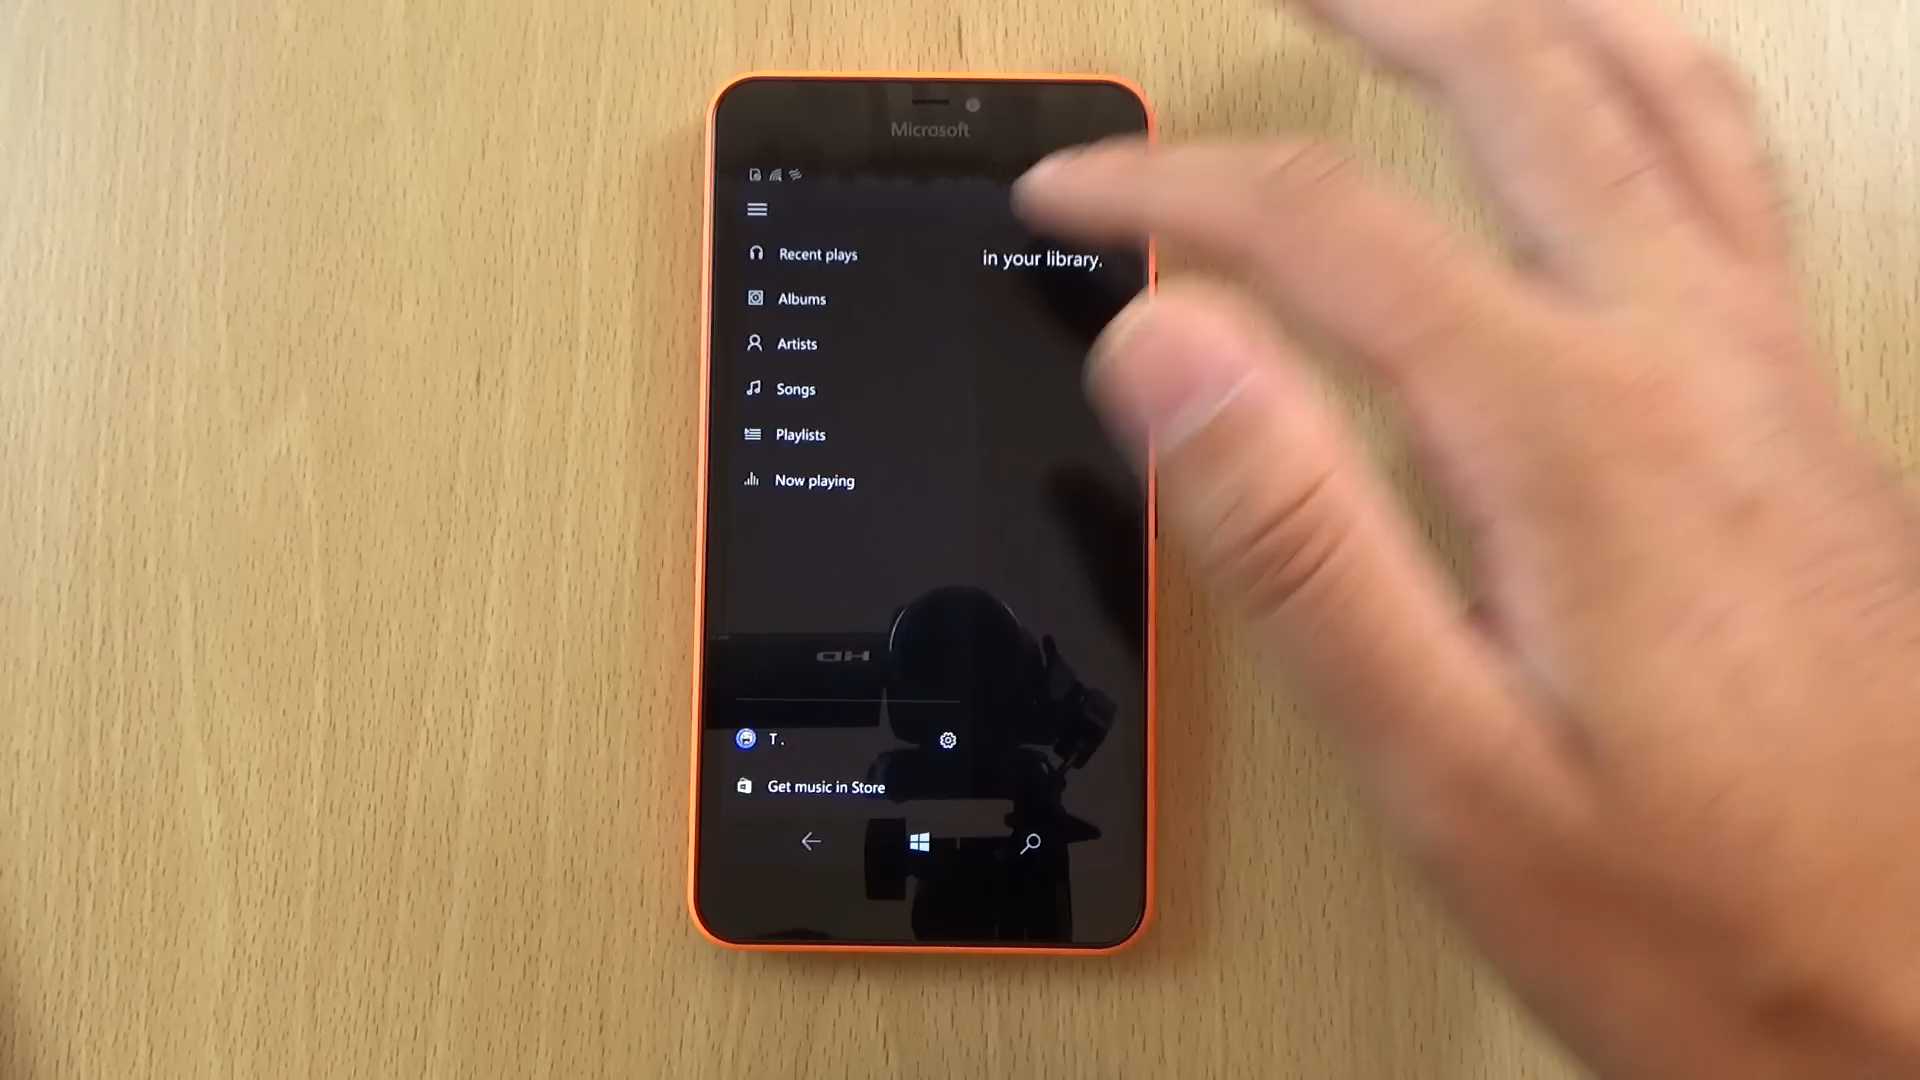 Microsoft
Recent plays
in your library.
Albums
Artists
Songs
Playlists
Now playing
HD
T .
Get music in Store